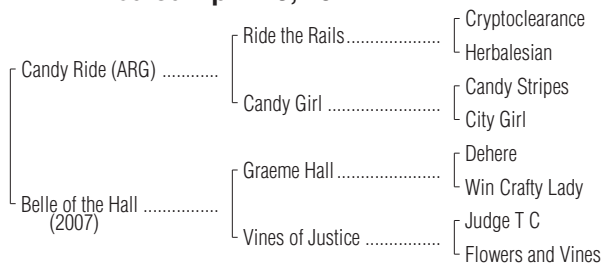 Ride the Rails..................... Cryptoclearance
Herbalesian
Candy Ride (ARG) ............
Candy Girl ......................... Candy Stripes
City Girl
Graeme Hall....................... Dehere
Win Crafty Lady
Belle of the Hall ................
(2007)
Vines of Justice ................. Judge T C
Flowers and Vines